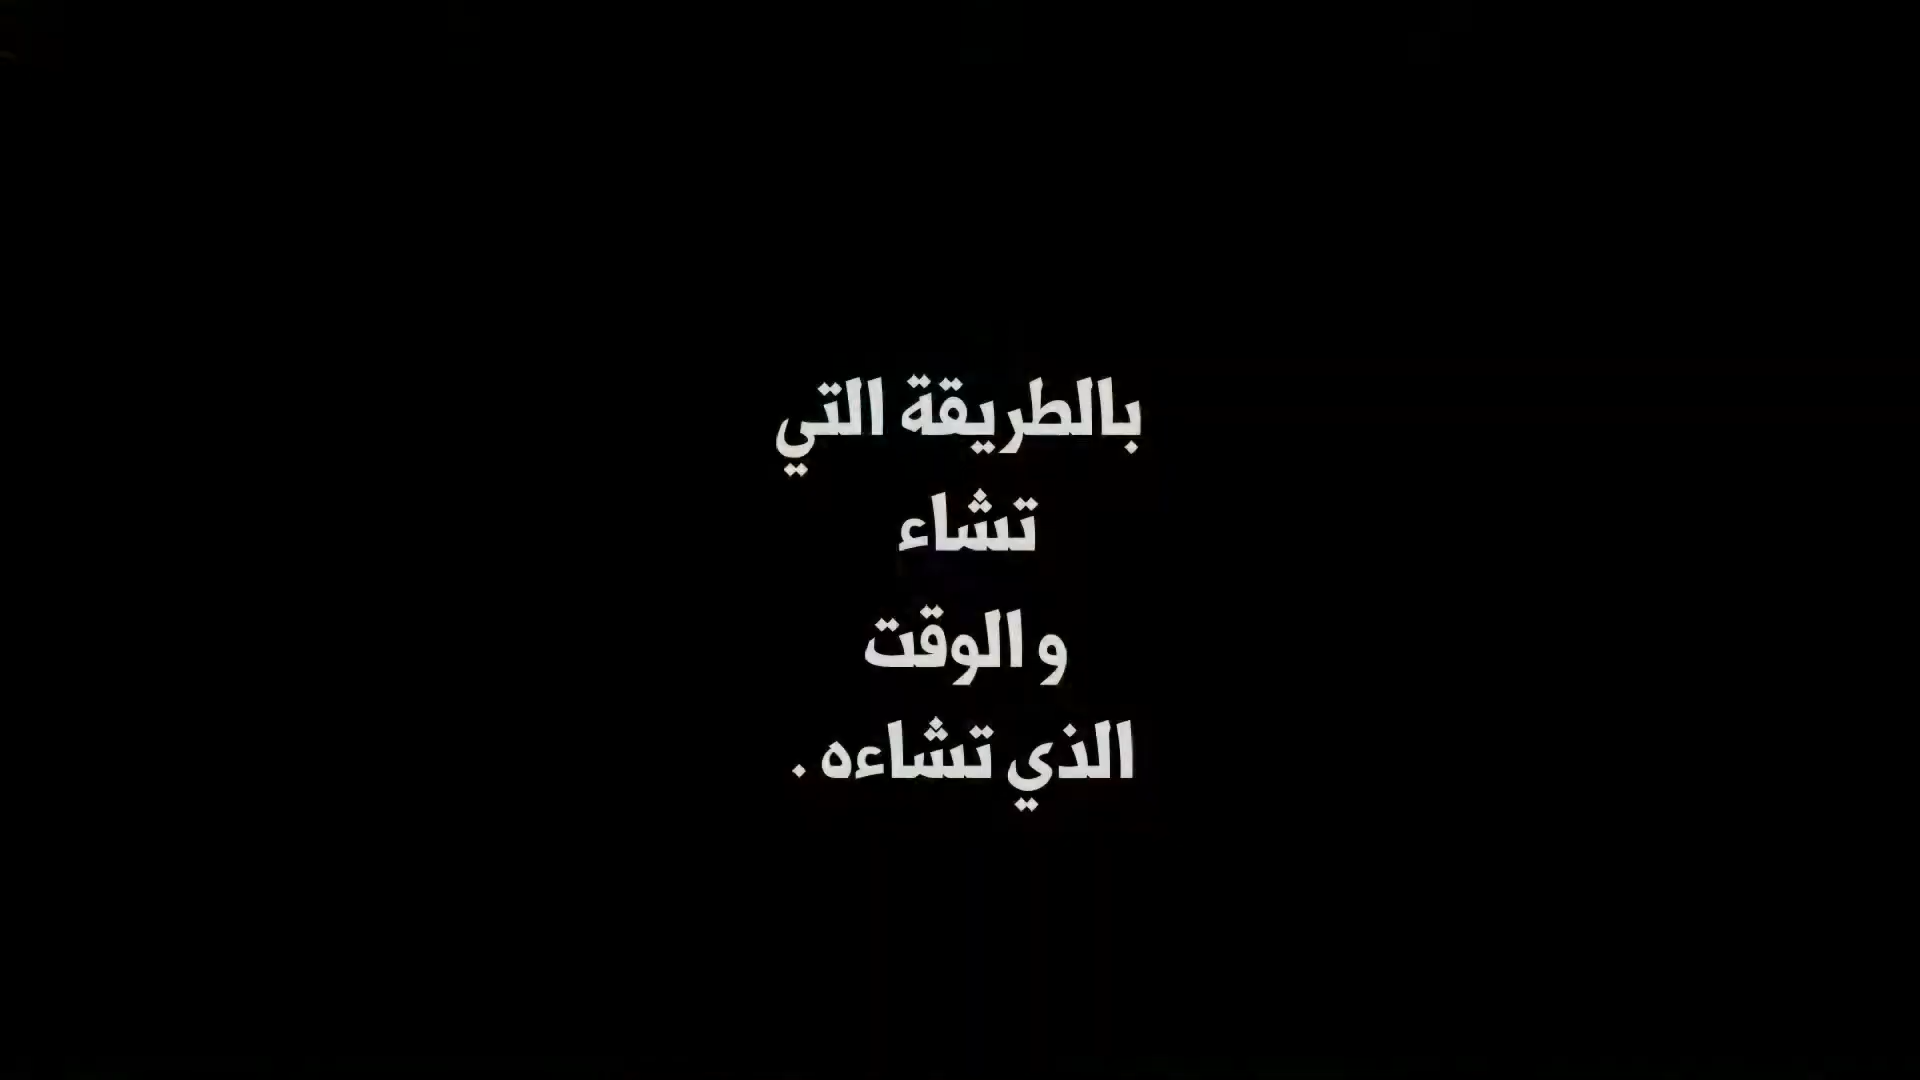 بالطريقة التي
تشاء
و الوقت
الذي تشاءه .